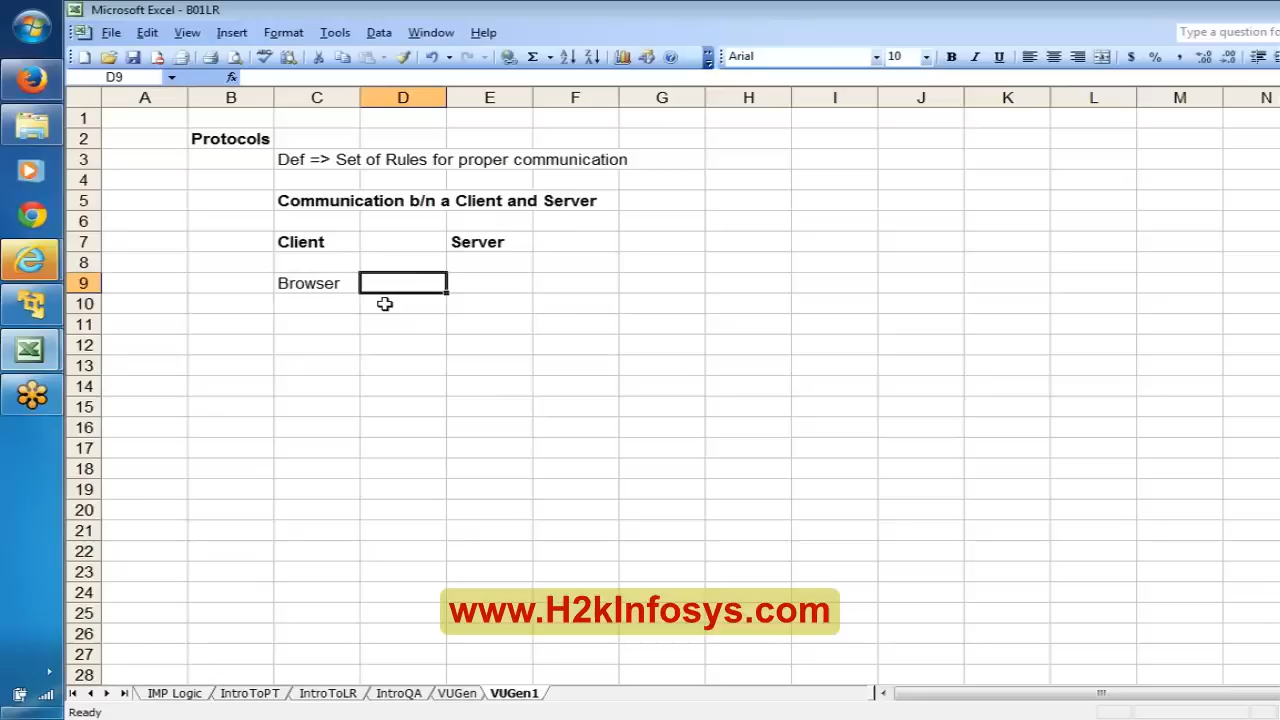 Microsoft Excel - B01LR
File Edit View Insert Format Tools Data Window Help
Type a question fo
Arial 10 B I U $ % ,
D9 fx
A B C D E F G H I J K L M N
1
2 Protocols
3 Def => Set of Rules for proper communication
4
5 Communication b/n a Client and Server
6
7 Client Server
8
9 Browser
10
11
12
13
14
15
16
17
18
19
20
21
22
23
24
www.H2kInfosys.com
25
26
27
28
IMP Logic IntroToPT IntroToLR IntroQA VUGen VUGen1
Ready